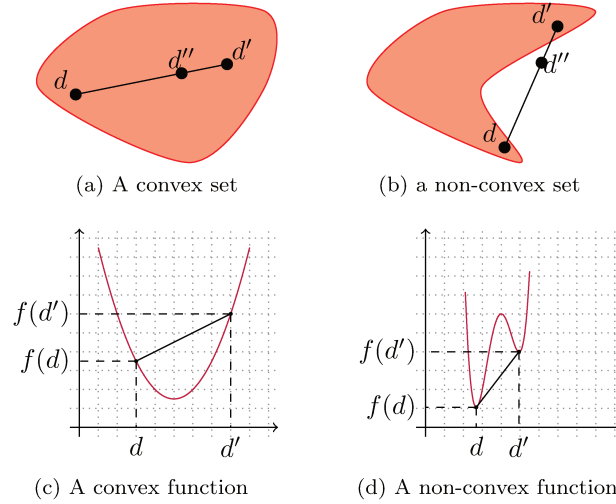 d d′′ d′
(a) A convex set
d′
d′′
d
(b) a non-convex set
f(d′)
f(d)
d d′
(c) A convex function
f(d′)
f(d)
d d′
(d) A non-convex function